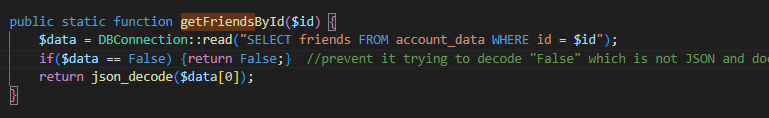 public static function getFriendsById($id) {
$data = DBConnection::read("SELECT friends FROM account_data WHERE id = $id");
if($data == False) {return False;} //prevent it trying to decode "False" which is not JSON and
return json_decode($data[0]);
}